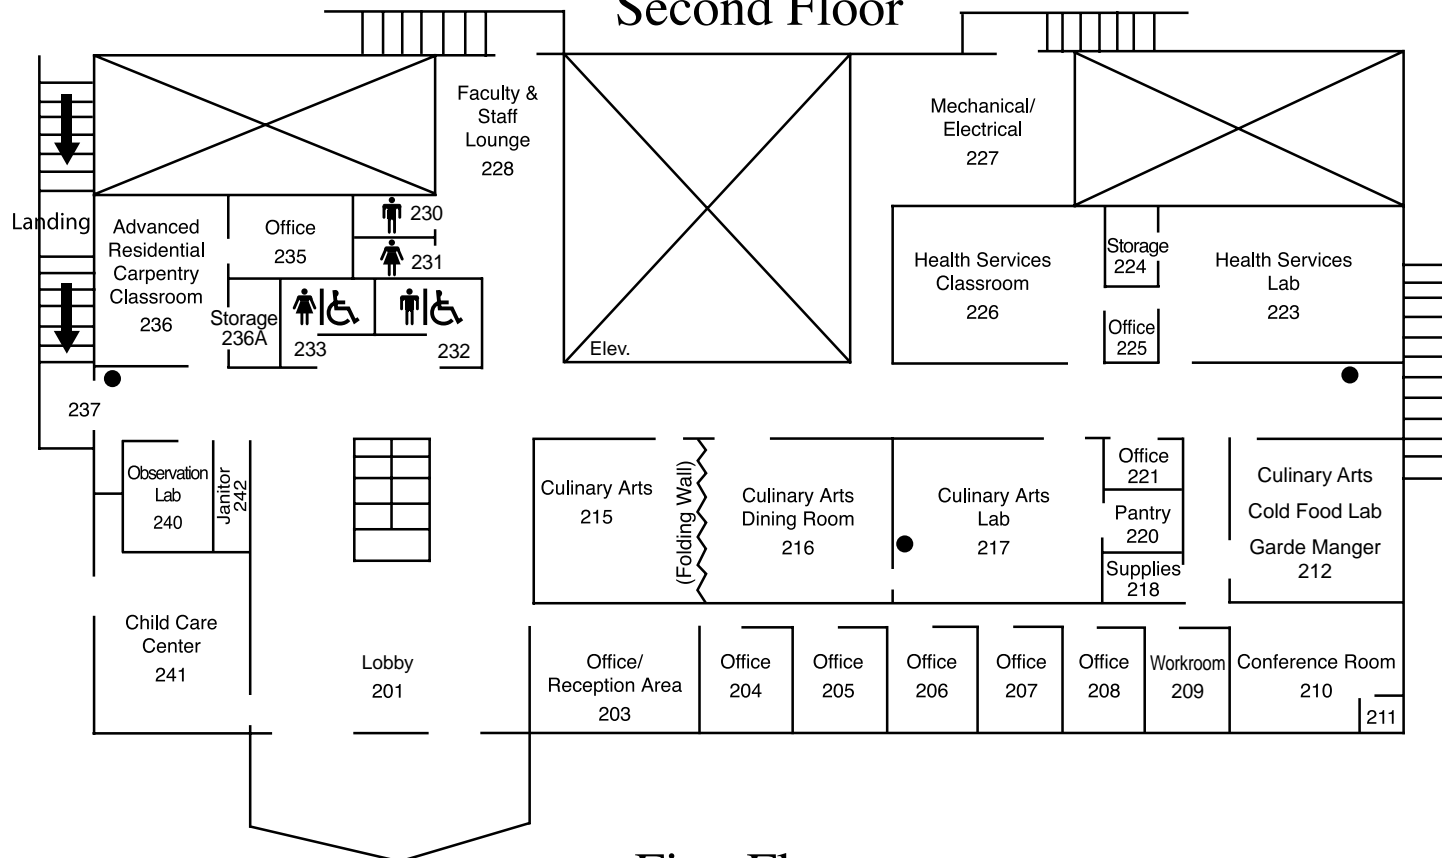 Second Floor
Faculty &
Staff
Lounge
228
Mechanical/
Electrical
227
Landing
Advanced
Residential
Carpentry
Classroom
236
Office
235
230
231
Storage
236A
233
232
Elev.
Health Services
Classroom
226
Storage
224
Office
225
Health Services
Lab
223
237
Observation
Lab
240
Janitor
242
Culinary Arts
215
(Folding Wall)
Culinary Arts
Dining Room
216
Culinary Arts
Lab
217
Office
221
Pantry
220
Supplies
218
Culinary Arts
Cold Food Lab
Garde Manger
212
Child Care
Center
241
Lobby
201
Office/
Reception Area
203
Office
204
Office
205
Office
206
Office
207
Office
208
Workroom
209
Conference Room
210
211